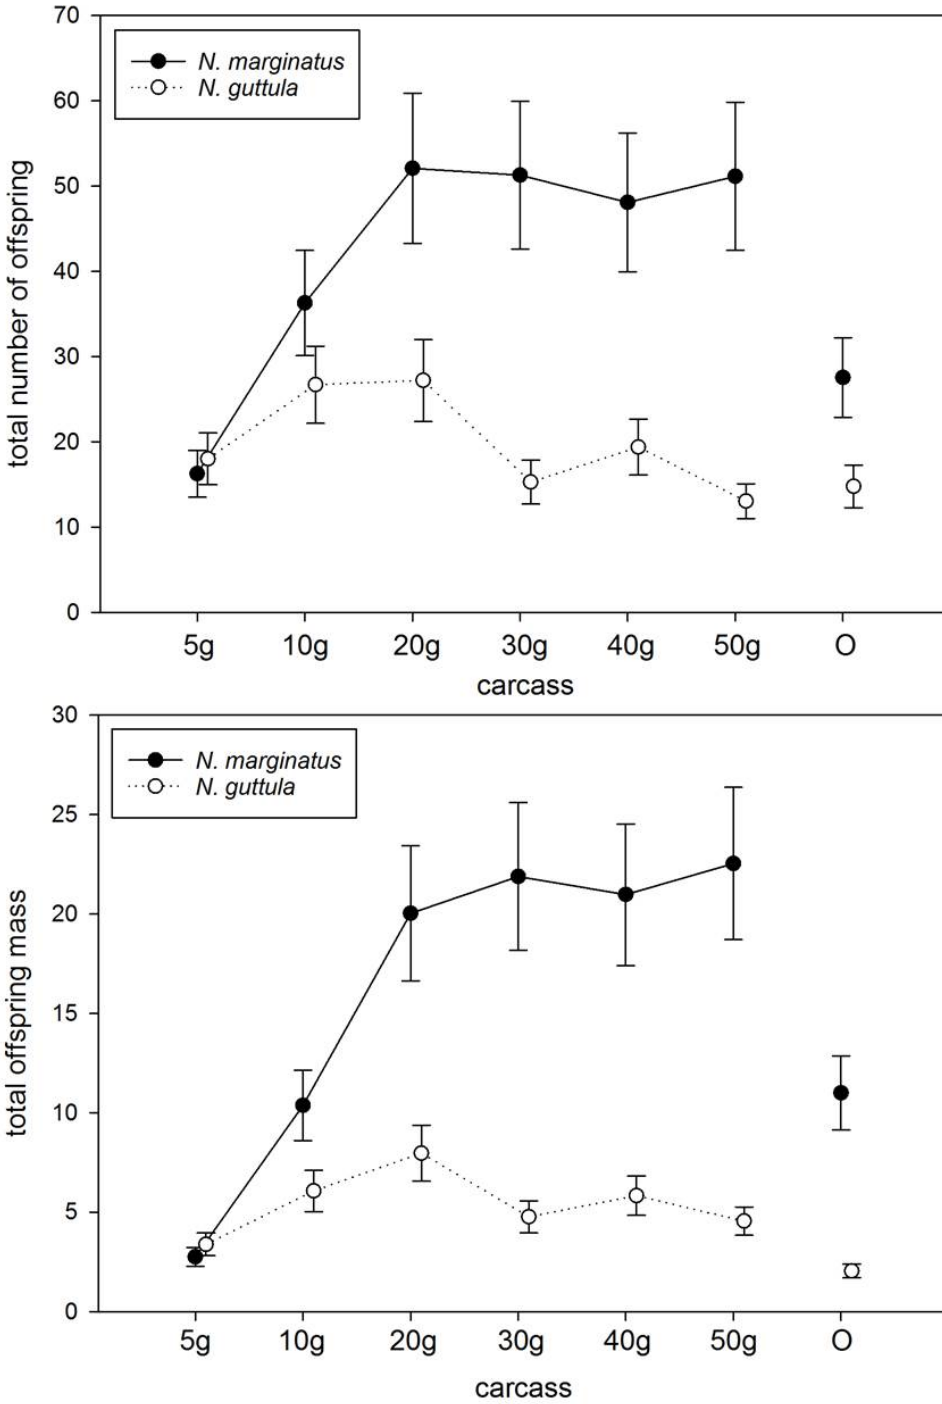 70
60
50
40
30
20
10
0
total number of offspring
N. marginatus
N. guttula
5g 10g 20g 30g 40g 50g O
carcass
30
25
20
15
10
5
0
total offspring mass
N. marginatus
N. guttula
5g 10g 20g 30g 40g 50g O
carcass